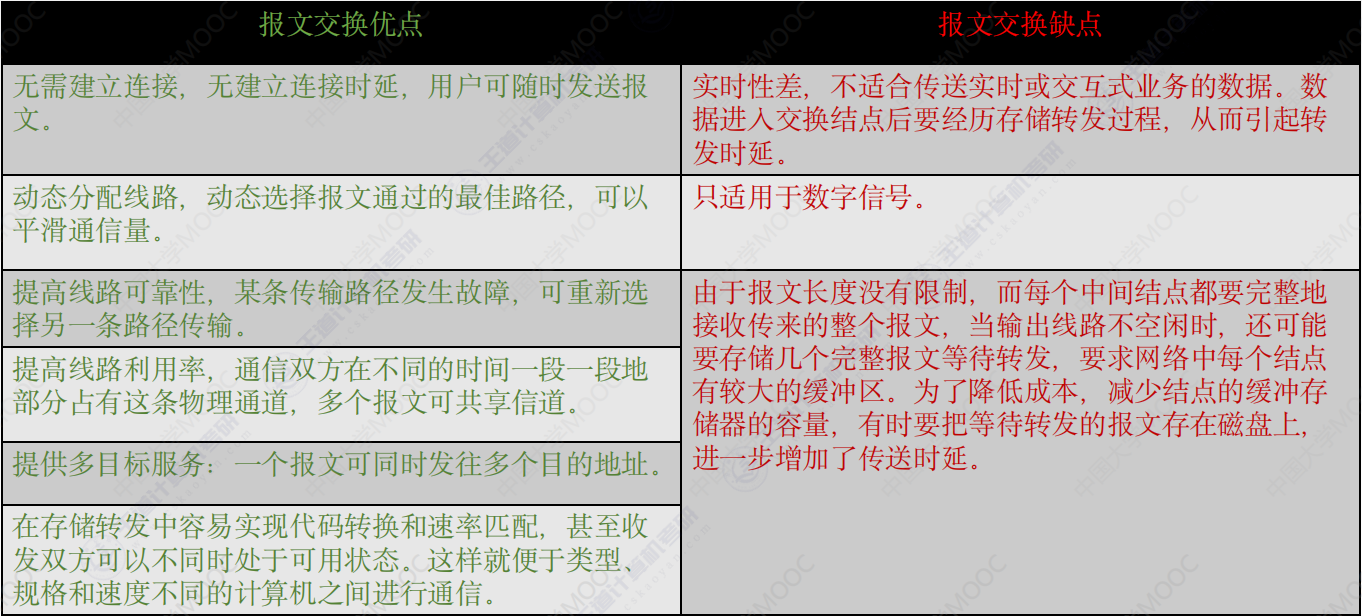 报文交换优点
报文交换缺点
无需建立连接，无建立连接时延，用户可随时发送报
文。
实时性差，不适合传送实时或交互式业务的数据。数
据进入交换结点后要经历存储转发过程，从而引起转
发时延。
动态分配线路，动态选择报文通过的最佳路径，可以
平滑通信量。
只适用于数字信号。
提高线路可靠性，某条传输路径发生故障，可重新选
择另一条路径传输。
由于报文长度没有限制，而每个中间结点都要完整地
接收传来的整个报文，当输出线路不空闲时，还可能
要存储几个完整报文等待转发，要求网络中每个结点
有较大的缓冲区。为了降低成本，减少结点的缓冲存
储器的容量，有时要把等待转发的报文存在磁盘上，
进一步增加了传送时延。
提高线路利用率，通信双方在不同的时间一段一段地
部分占有这条物理通道，多个报文可共享信道。
提供多目标服务：一个报文可同时发往多个目的地址。
在存储转发中容易实现代码转换和速率匹配，甚至收
发双方可以不同时处于可用状态。这样就便于类型、
规格和速度不同的计算机之间进行通信。
中国大学MOOC
王道计算机考研
cskaoyan.com